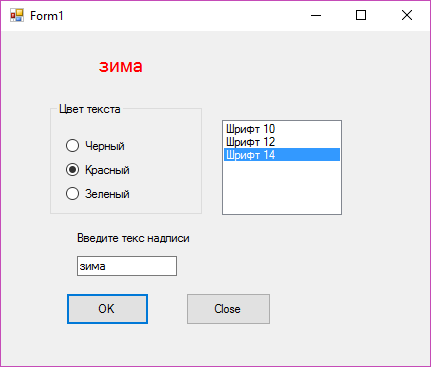 Form1
зима
Цвет текста
Черный
Красный
Зеленый
Шрифт 10
Шрифт 12
Шрифт 14
Введите текс надписи
зима
OK
Close